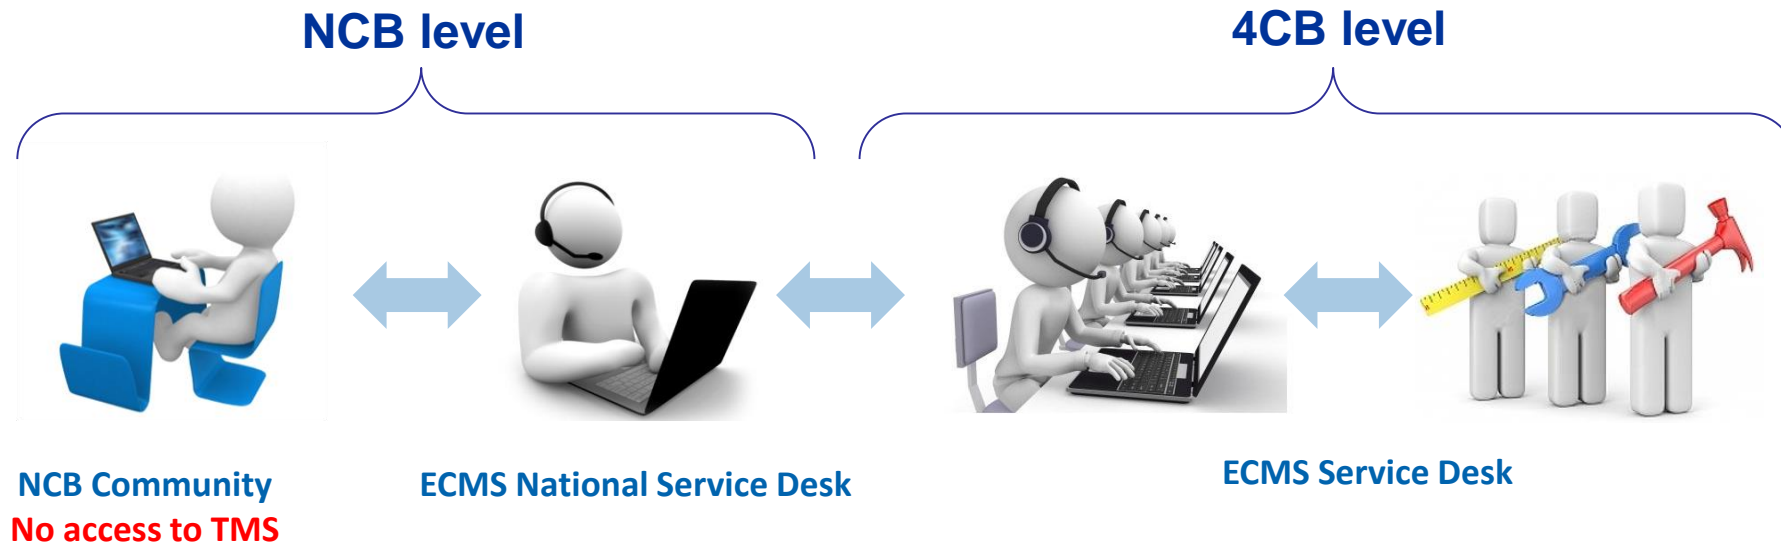 NCB level
4CB level
NCB Community
No access to TMS
ECMS National Service Desk
ECMS Service Desk